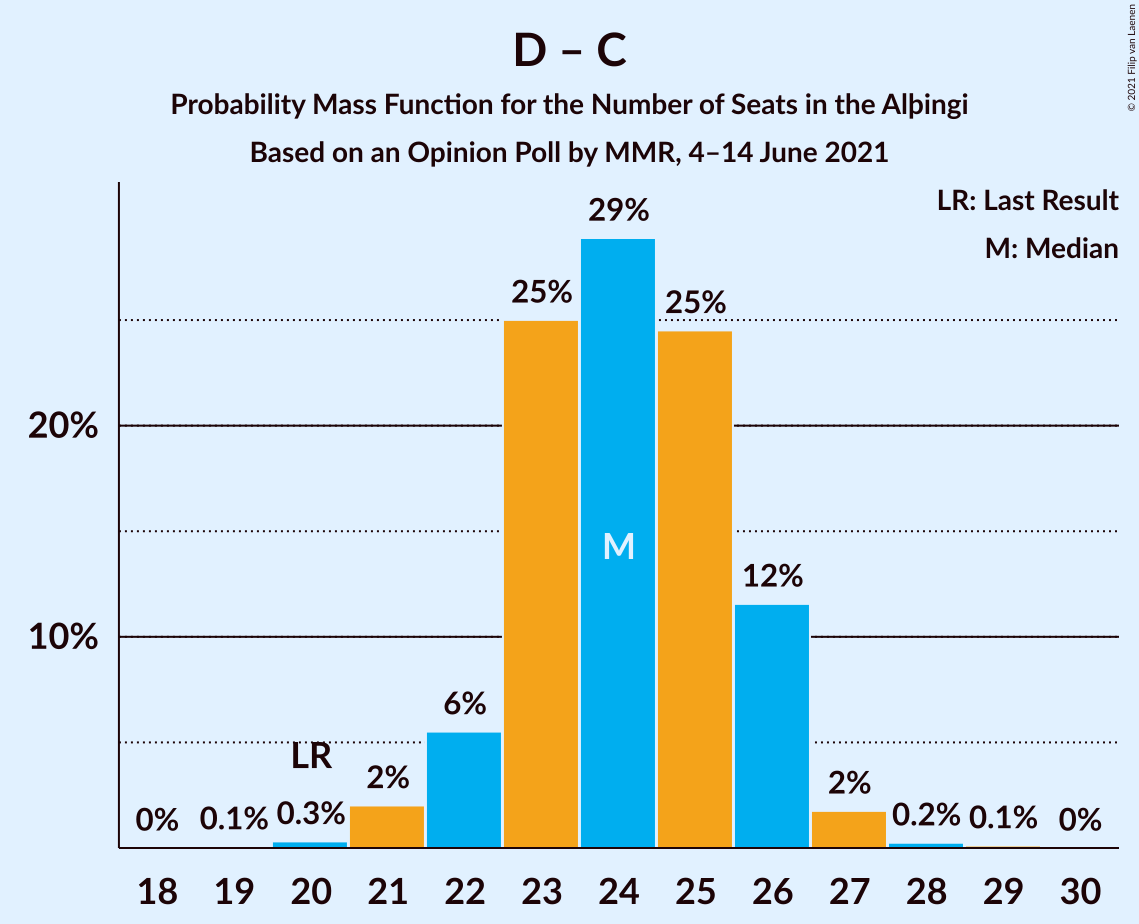 D – C
Probability Mass Function for the Number of Seats in the Alþingi
Based on an Opinion Poll by MMR, 4–14 June 2021
© 2021 Filip van Laenen
LR: Last Result
M: Median
29%
25%
25%
20%
M
12%
10%
6%
LR
2%
2%
0%
0.1%
0.3%
0.2%
0.1%
0%
18 19 20 21 22 23 24 25 26 27 28 29 30